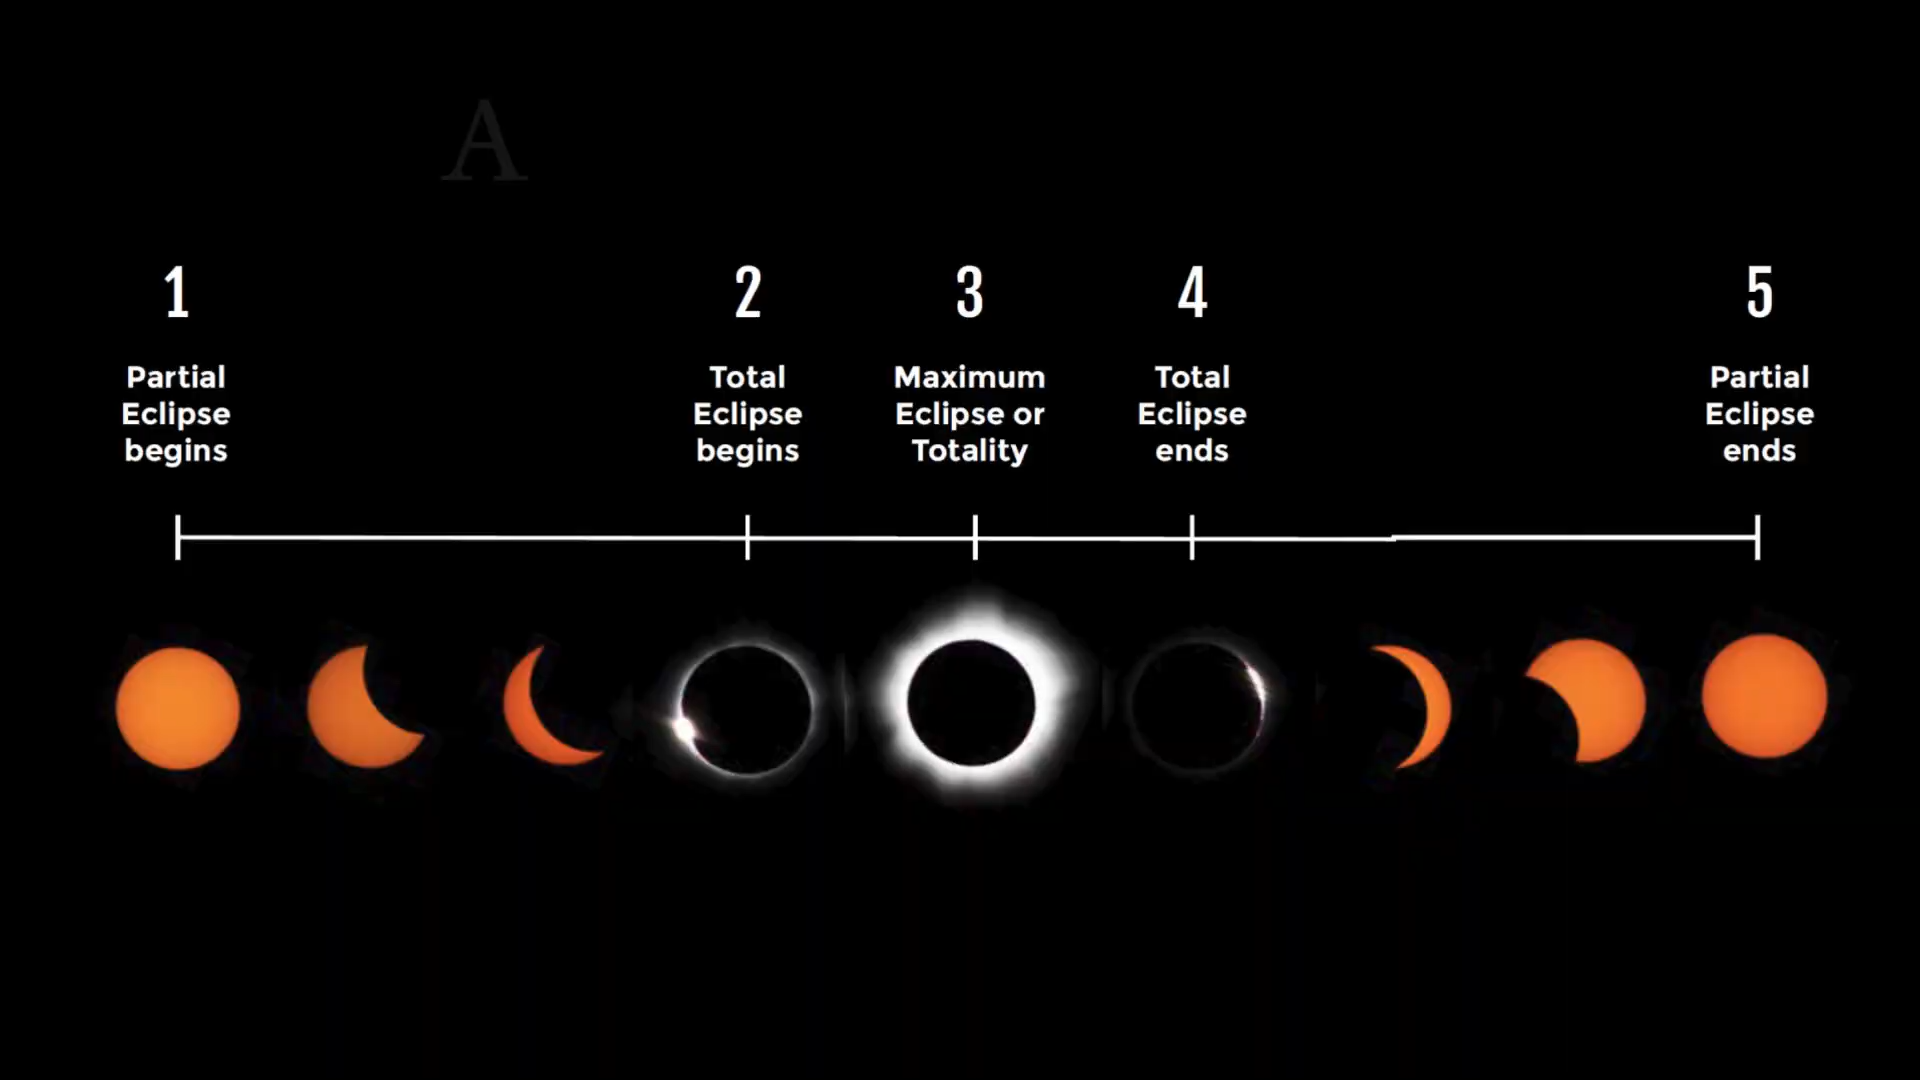 A
1
Partial
Eclipse
begins
2
Total
Eclipse
begins
3
Maximum
Eclipse or
Totality
4
Total
Eclipse
ends
5
Partial
Eclipse
ends